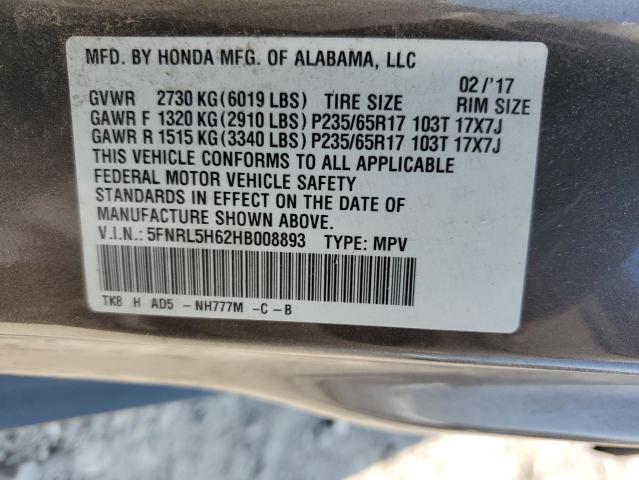 MFD. BY HONDA MFG. OF ALABAMA, LLC
02 /'17
GVWR 2730 KG(6019 LBS) TIRE SIZE RIM SIZE
GAWR F 1320 KG(2910 LBS)P235/65R17 103T 17X7J
GAWR R 1515 KG(3340 LBS)P235/65R17 103T 17X7J
THIS VEHICLE CONFORMS TO ALL APPLICABLE
FEDERAL MOTOR VEHICLE SAFETY
STANDARDS IN EFFECT ON THE DATE OF
MANUFACTURE SHOWN ABOVE.
V.I.N.: 5FNRL5H62HB008893 TYPE: MPV
TK8 H AD5 -NH777M -C-B